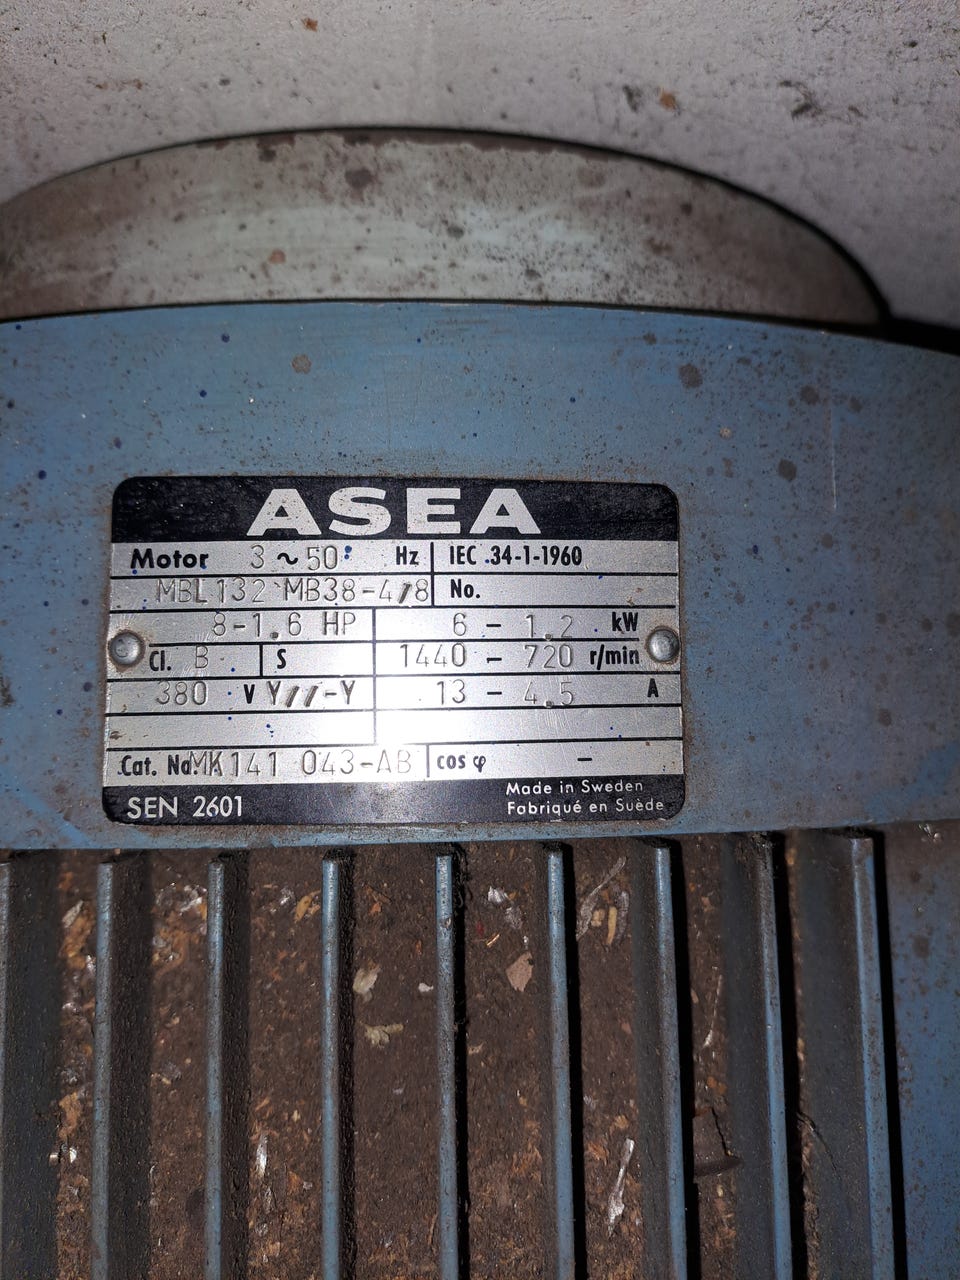 ASEA
Motor 3 ~ 50 Hz IEC 34-1-1960
MBL132 MB38-4/8 No.
8-1.6 HP 6 - 1.2 kW
Cl. B S 1440 - 720 r/min
380 V Y//-Y 13 - 4.5 A
Cat. No. MK141 043-AB cos φ -
SEN 2601
Made in Sweden
Fabriqué en Suède